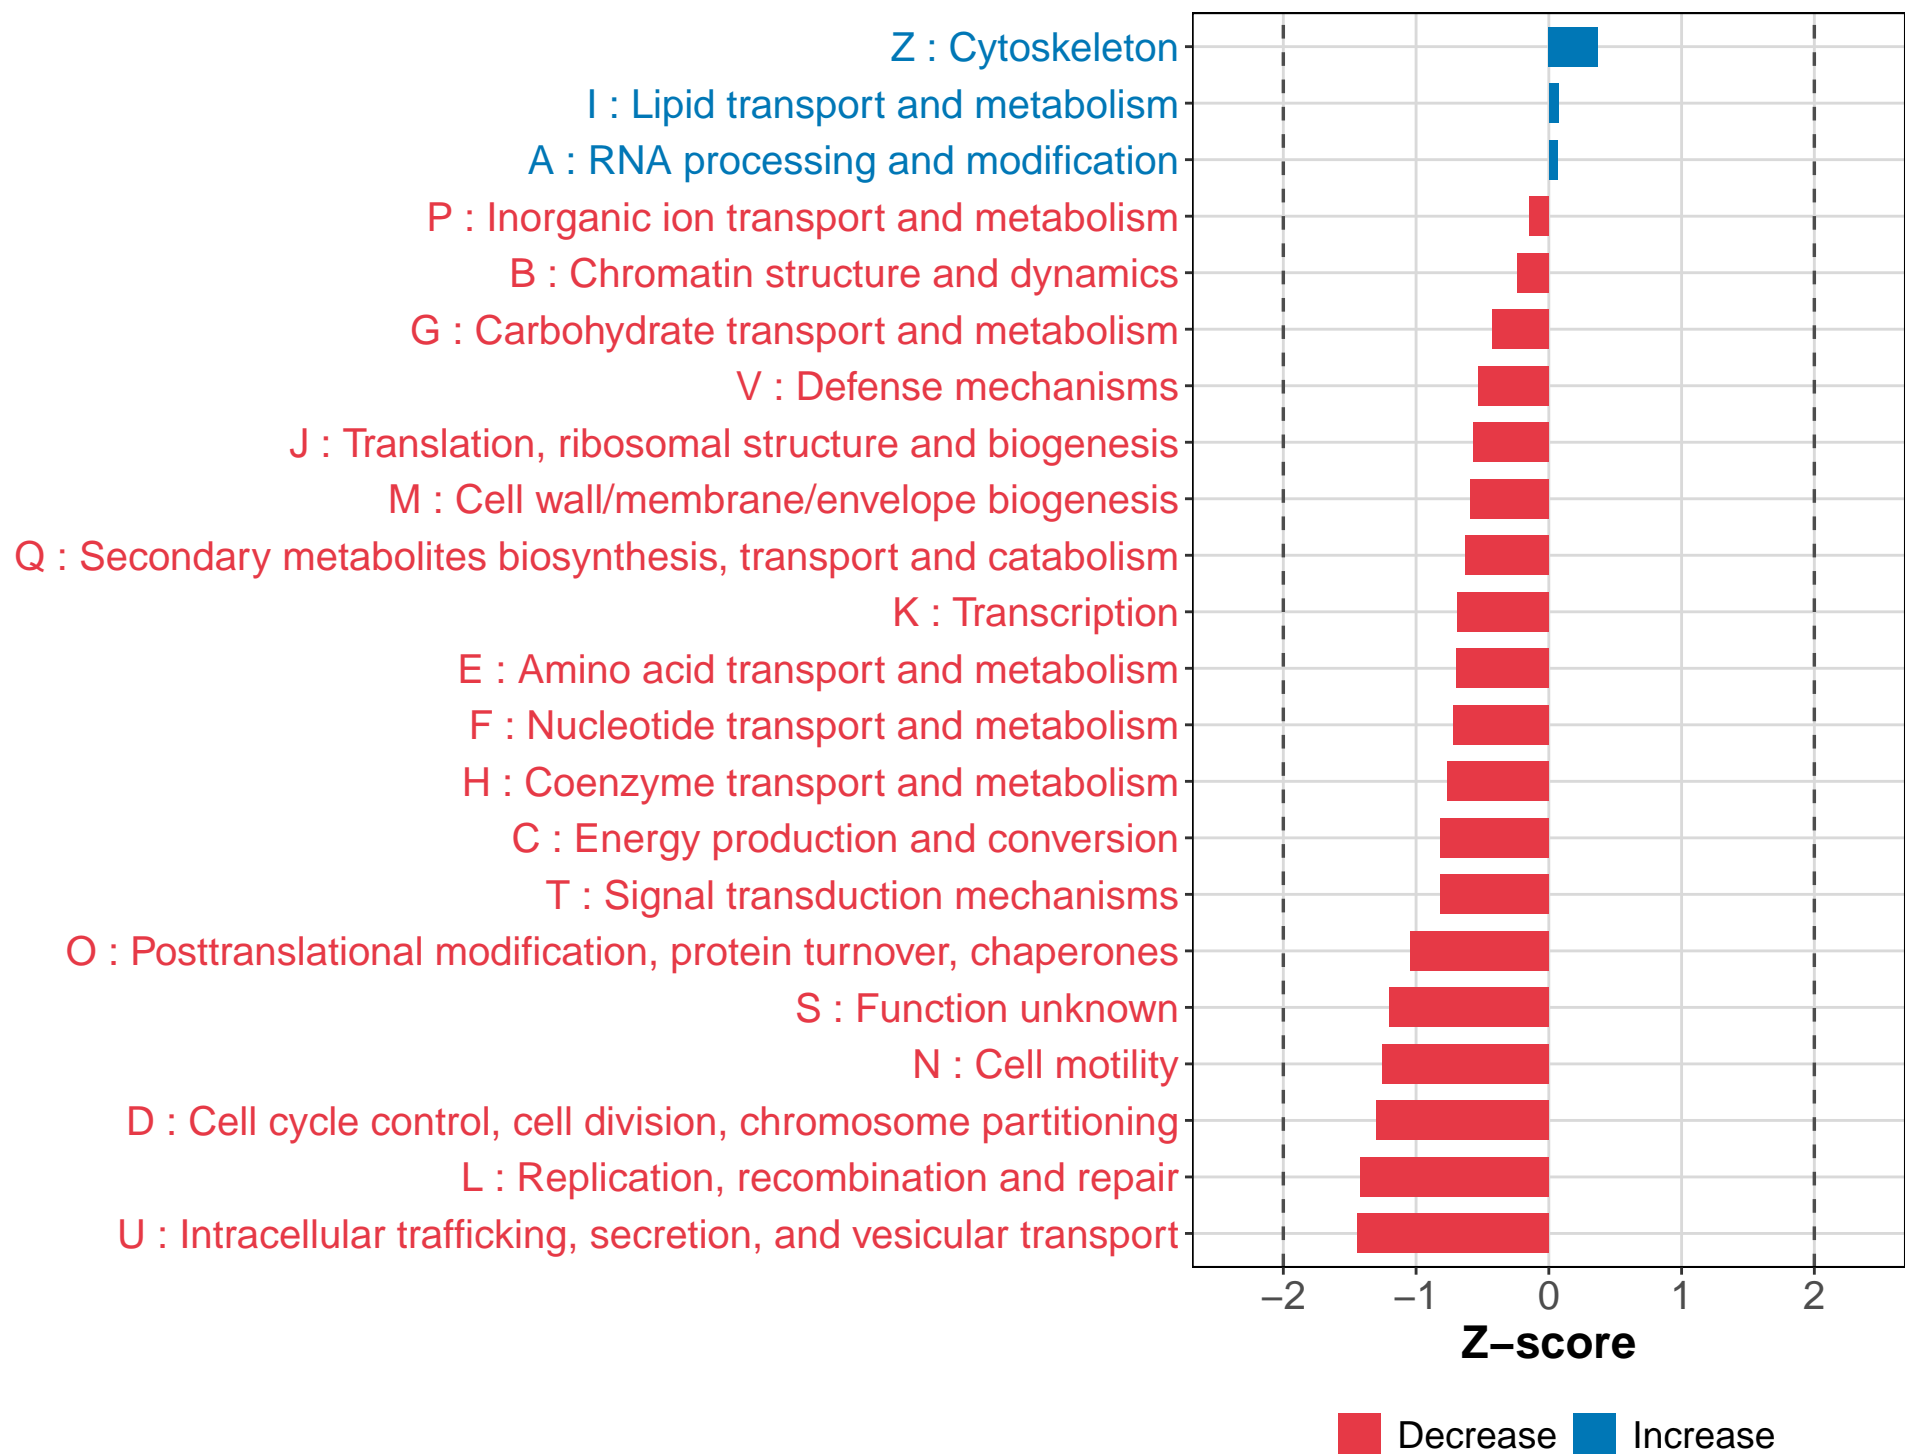 Z : Cytoskeleton
I : Lipid transport and metabolism
A : RNA processing and modification
P : Inorganic ion transport and metabolism
B : Chromatin structure and dynamics
G : Carbohydrate transport and metabolism
V : Defense mechanisms
J : Translation, ribosomal structure and biogenesis
M : Cell wall/membrane/envelope biogenesis
Q : Secondary metabolites biosynthesis, transport and catabolism
K : Transcription
E : Amino acid transport and metabolism
F : Nucleotide transport and metabolism
H : Coenzyme transport and metabolism
C : Energy production and conversion
T : Signal transduction mechanisms
O : Posttranslational modification, protein turnover, chaperones
S : Function unknown
N : Cell motility
D : Cell cycle control, cell division, chromosome partitioning
L : Replication, recombination and repair
U : Intracellular trafficking, secretion, and vesicular transport
−2 −1 0 1 2
Z−score
Decrease Increase